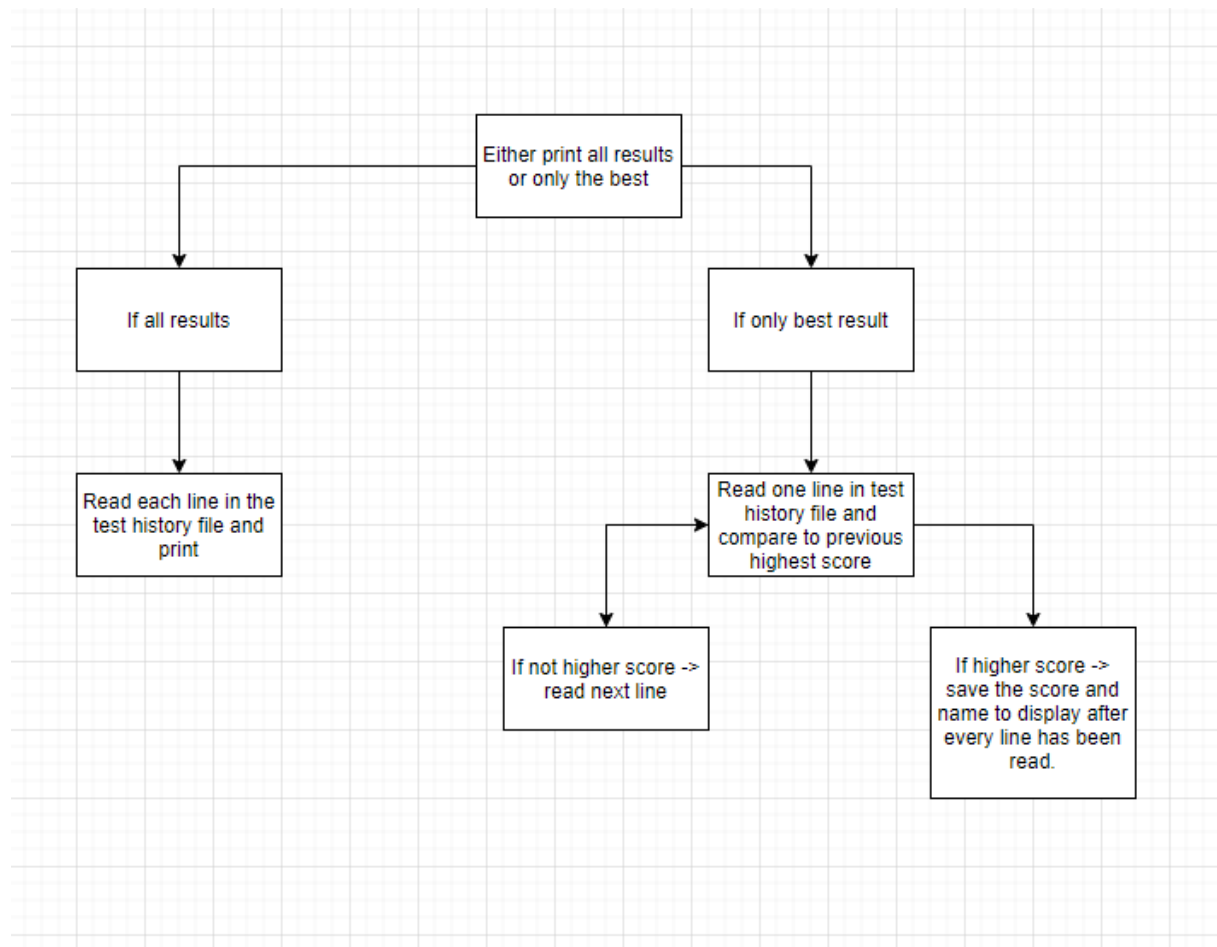 Either print all results
or only the best
If all results
If only best result
Read each line in the
test history file and
print
Read one line in test
history file and
compare to previous
highest score
If not higher score ->
read next line
If higher score ->
save the score and
name to display after
every line has been
read.